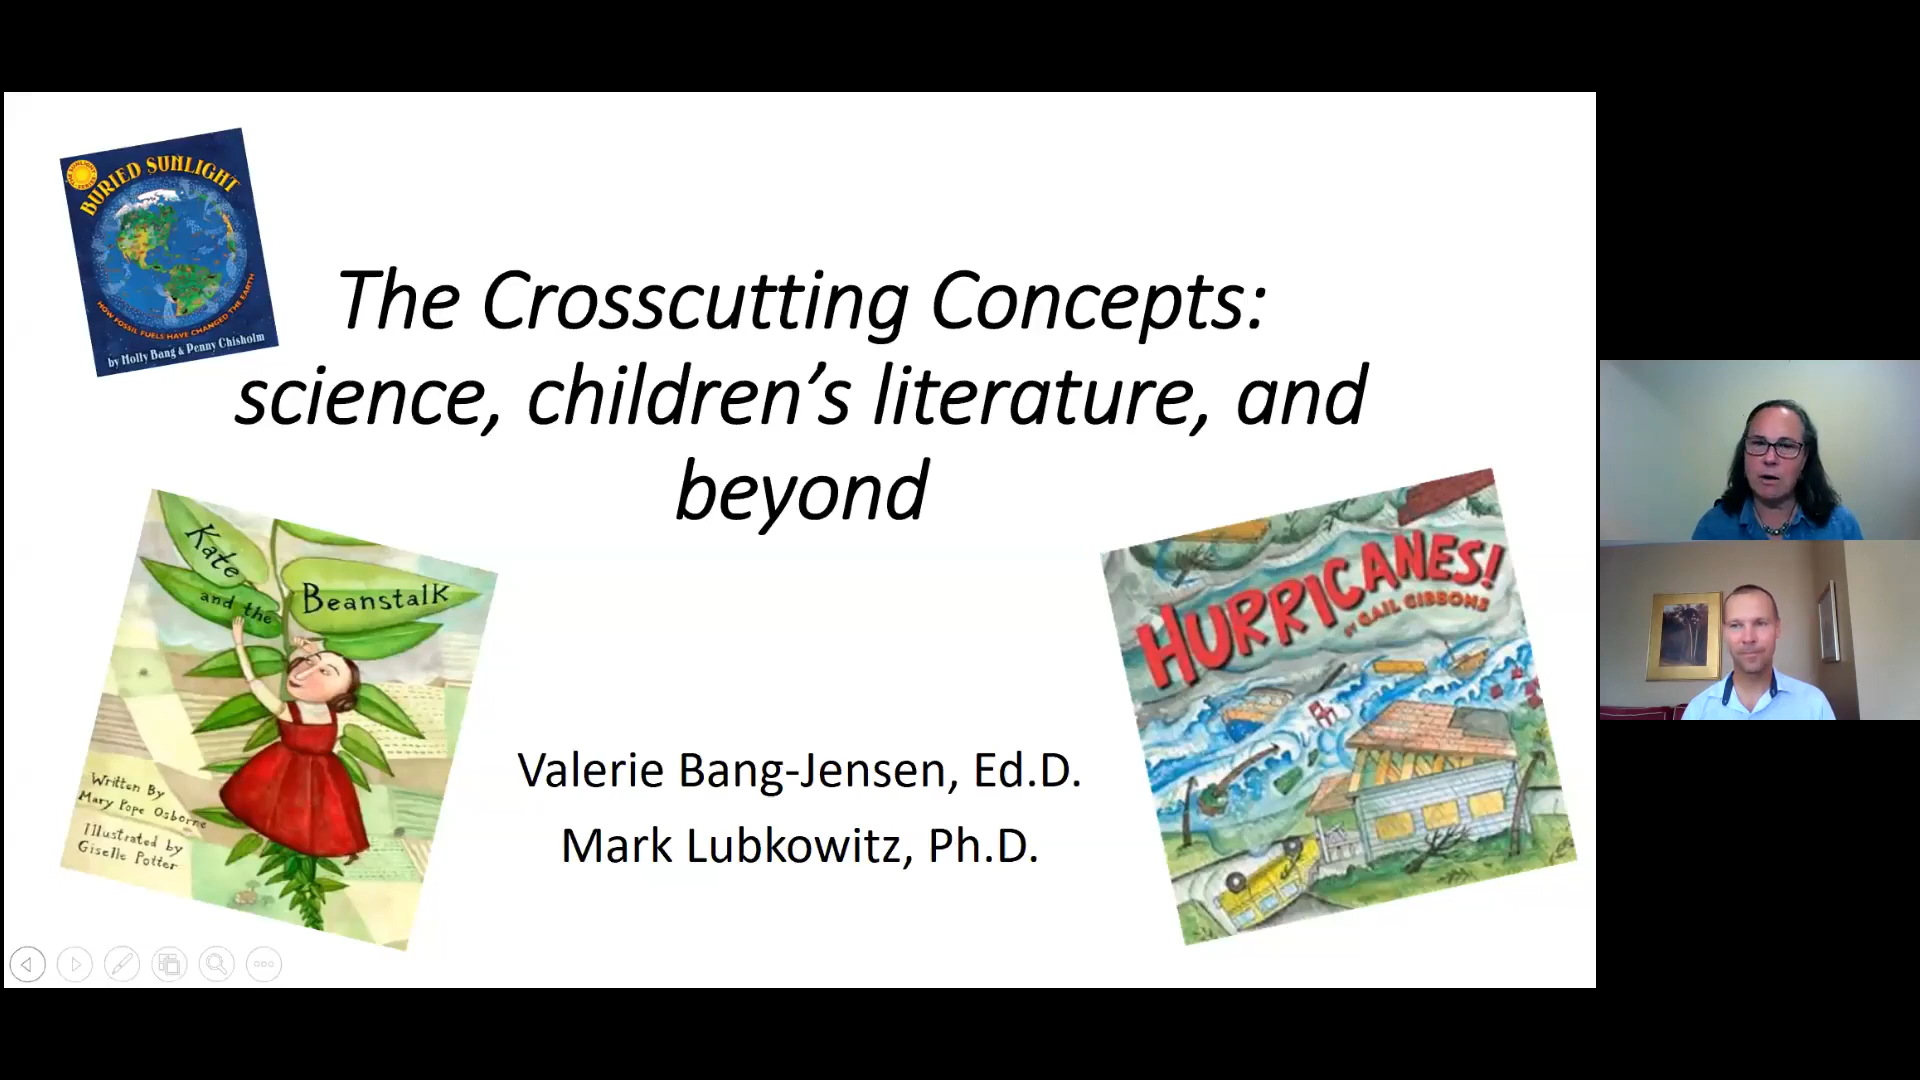 BURIED SUNLIGHT
HOW FOSSIL FUELS HAVE CHANGED THE EARTH
by Molly Bang & Penny Chisholm
The Crosscutting Concepts:
science, children’s literature, and
beyond
Kate
and the
Beanstalk
Written By
Mary Pope Osborne
Illustrated by
Giselle Potter
HURRICANES!
BY GAIL GIBBONS
Valerie Bang-Jensen, Ed.D.
Mark Lubkowitz, Ph.D.